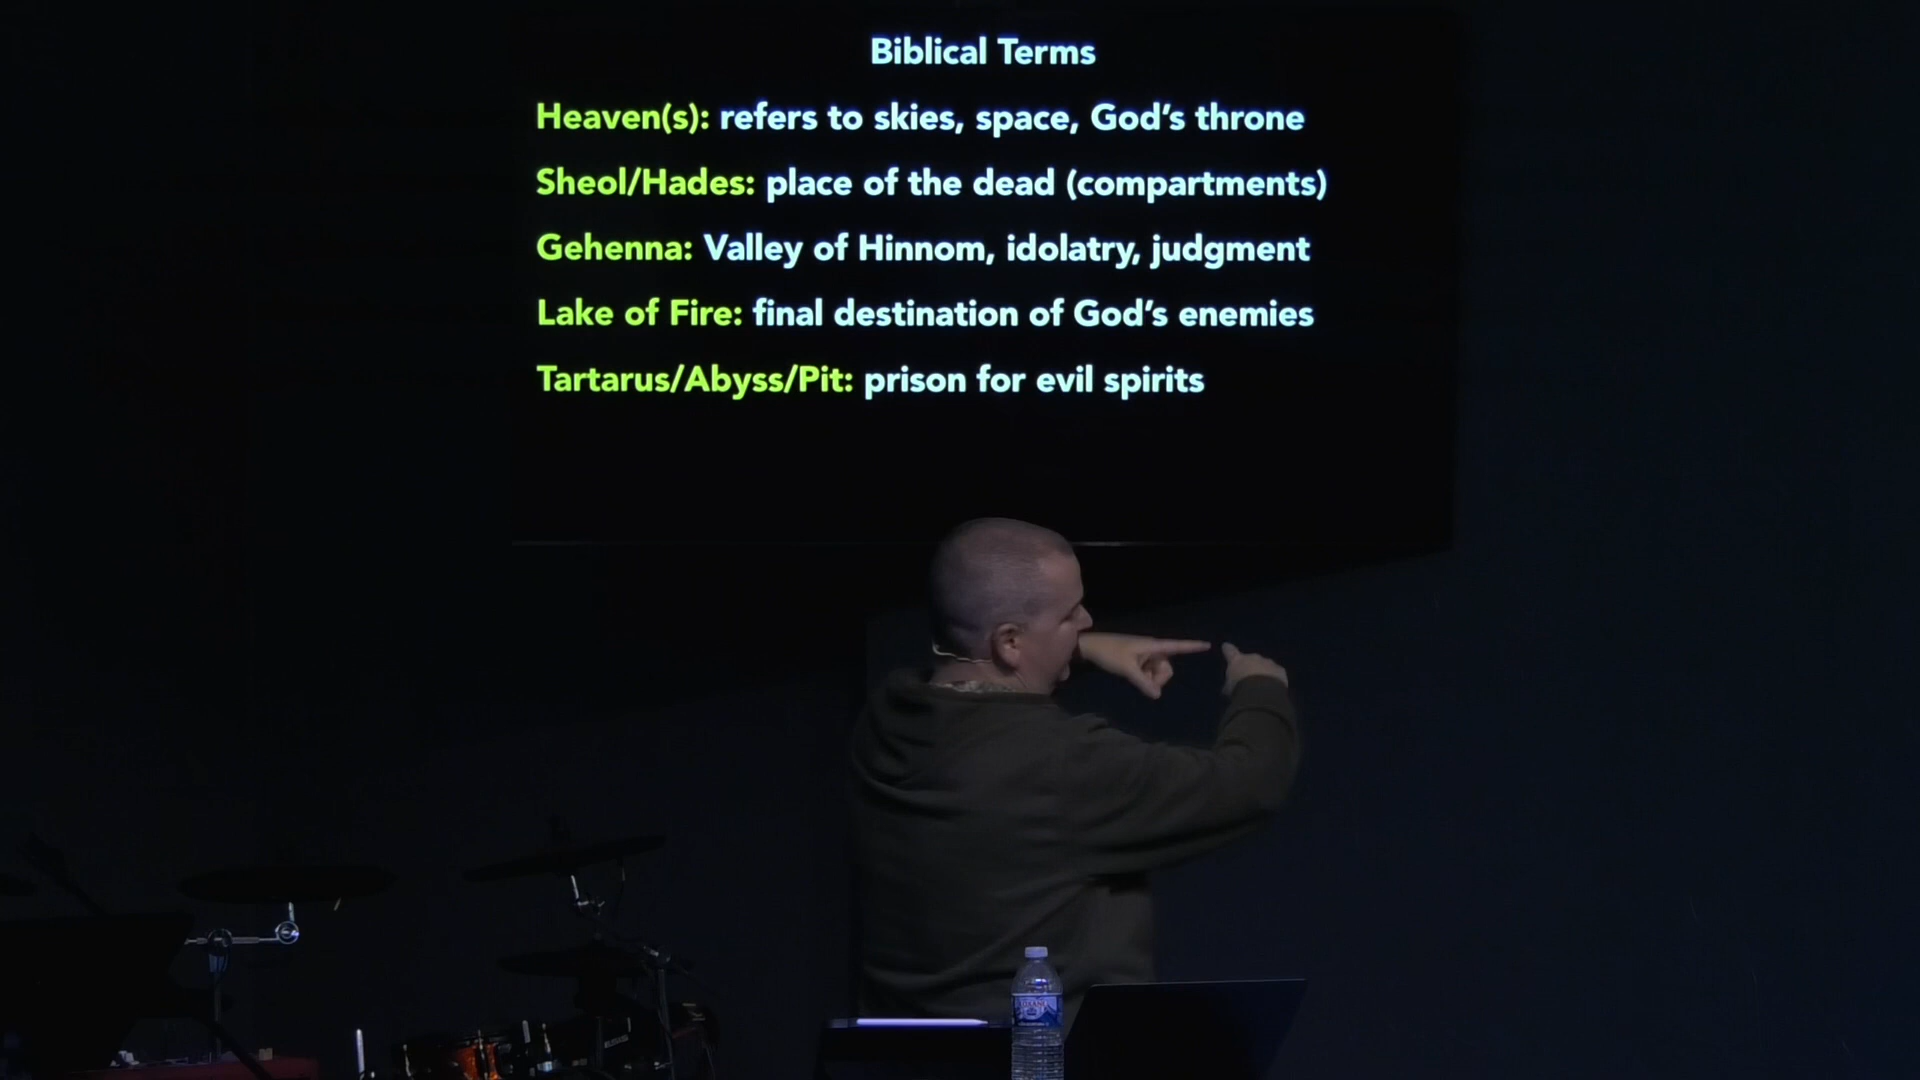 Biblical Terms
Heaven(s): refers to skies, space, God's throne
Sheol/Hades: place of the dead (compartments)
Gehenna: Valley of Hinnom, idolatry, judgment
Lake of Fire: final destination of God's enemies
Tartarus/Abyss/Pit: prison for evil spirits